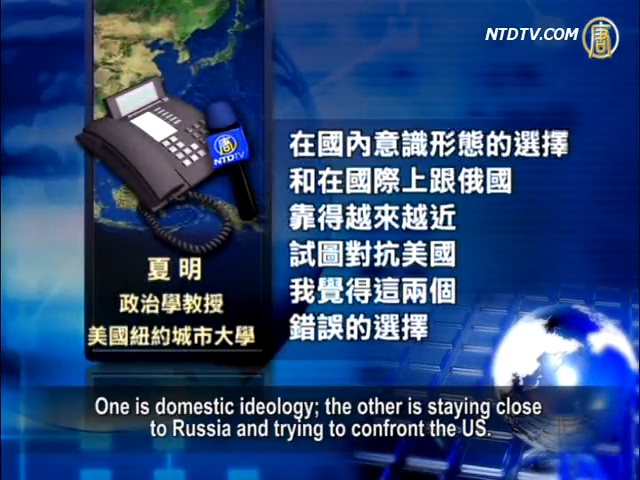 NTDTV.COM
唐
唐
NTDTV
在國內意識形態的選擇
和在國際上跟俄國
靠得越來越近
試圖對抗美國
我覺得這兩個
錯誤的選擇
夏明
政治學教授
美國紐約城市大學
One is domestic ideology; the other is staying close
to Russia and trying to confront the US.